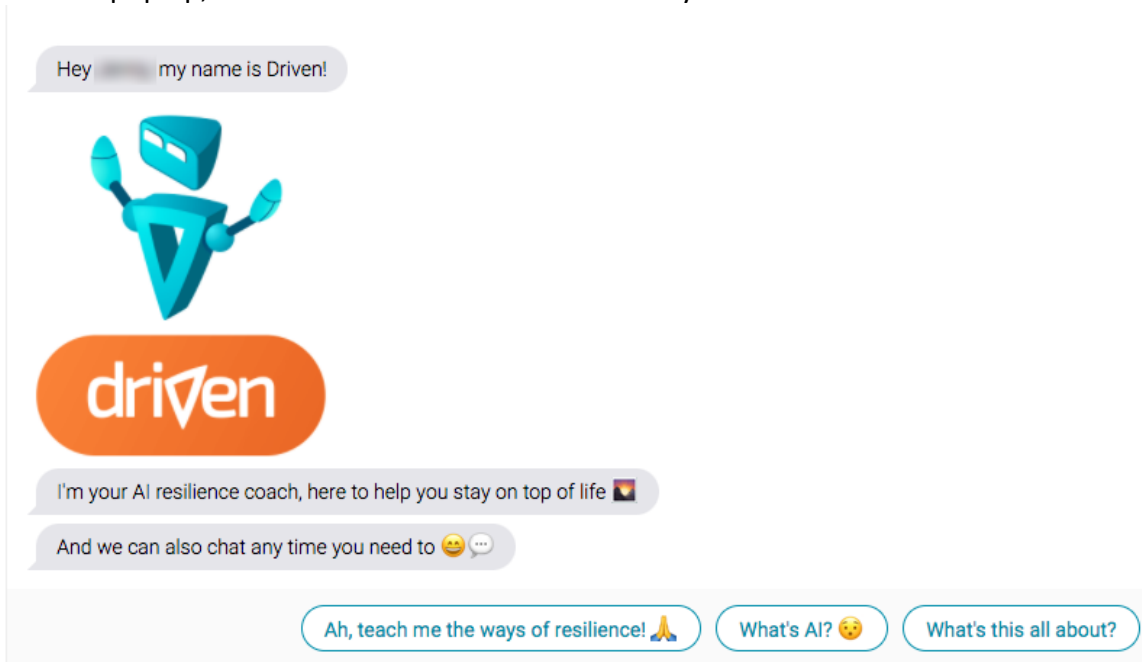 Hey my name is Driven!
driven
I'm your AI resilience coach, here to help you stay on top of life 🌄
And we can also chat any time you need to 😄💬
Ah, teach me the ways of resilience! 🙏
What's AI? 😯
What's this all about?